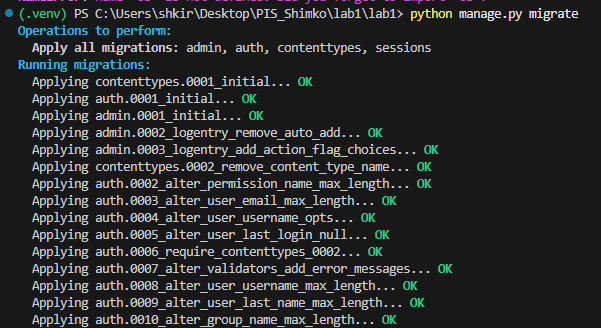 (.venv) PS C:\Users\shkir\Desktop\PIS_Shimko\lab1\lab1> python manage.py migrate
Operations to perform:
  Apply all migrations: admin, auth, contenttypes, sessions
Running migrations:
  Applying contenttypes.0001_initial... OK
  Applying auth.0001_initial... OK
  Applying admin.0001_initial... OK
  Applying admin.0002_logentry_remove_auto_add... OK
  Applying admin.0003_logentry_add_action_flag_choices... OK
  Applying contenttypes.0002_remove_content_type_name... OK
  Applying auth.0002_alter_permission_name_max_length... OK
  Applying auth.0003_alter_user_email_max_length... OK
  Applying auth.0004_alter_user_username_opts... OK
  Applying auth.0005_alter_user_last_login_null... OK
  Applying auth.0006_require_contenttypes_0002... OK
  Applying auth.0007_alter_validators_add_error_messages... OK
  Applying auth.0008_alter_user_username_max_length... OK
  Applying auth.0009_alter_user_last_name_max_length... OK
  Applying auth.0010_alter_group_name_max_length... OK